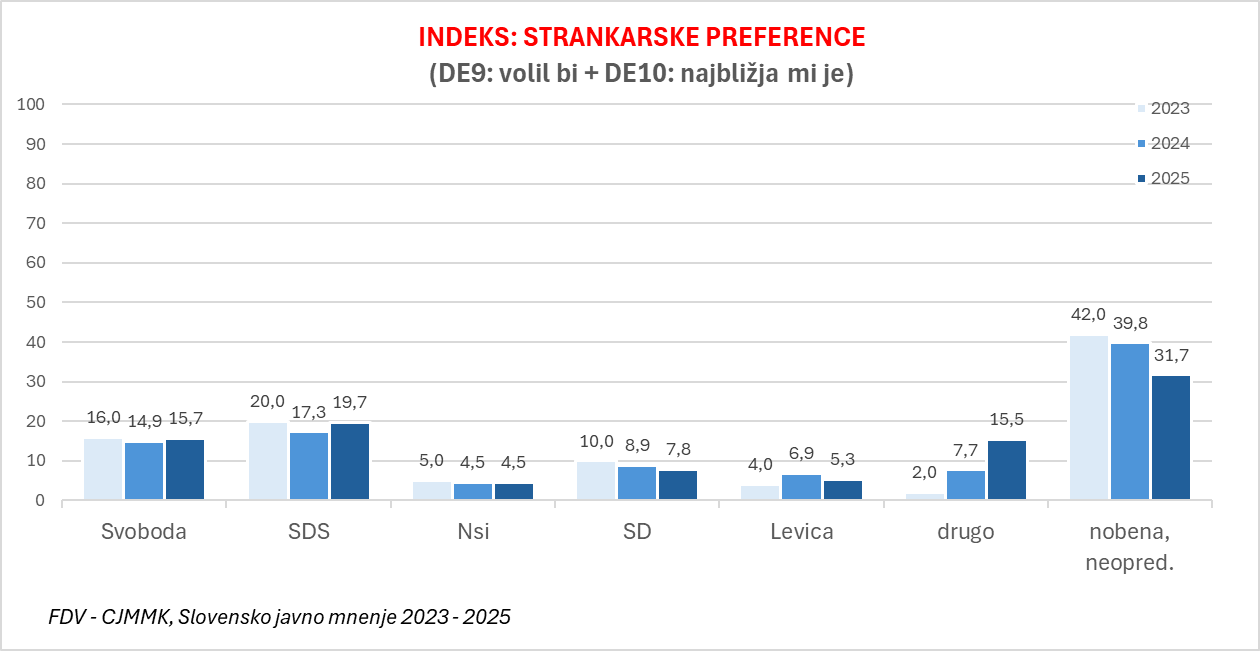 INDEKS: STRANKARSKE PREFERENCE
(DE9: volil bi + DE10: najbližja mi je)
100
90
80
70
60
50
40
30
20
10
0
2023
2024
2025
16,0 14,9 15,7
20,0 17,3 19,7
5,0 4,5 4,5
10,0 8,9 7,8
4,0 6,9 5,3
2,0 7,7 15,5
42,0 39,8 31,7
Svoboda
SDS
Nsi
SD
Levica
drugo
nobena,
neopred.
FDV - CJMMK, Slovensko javno mnenje 2023 - 2025